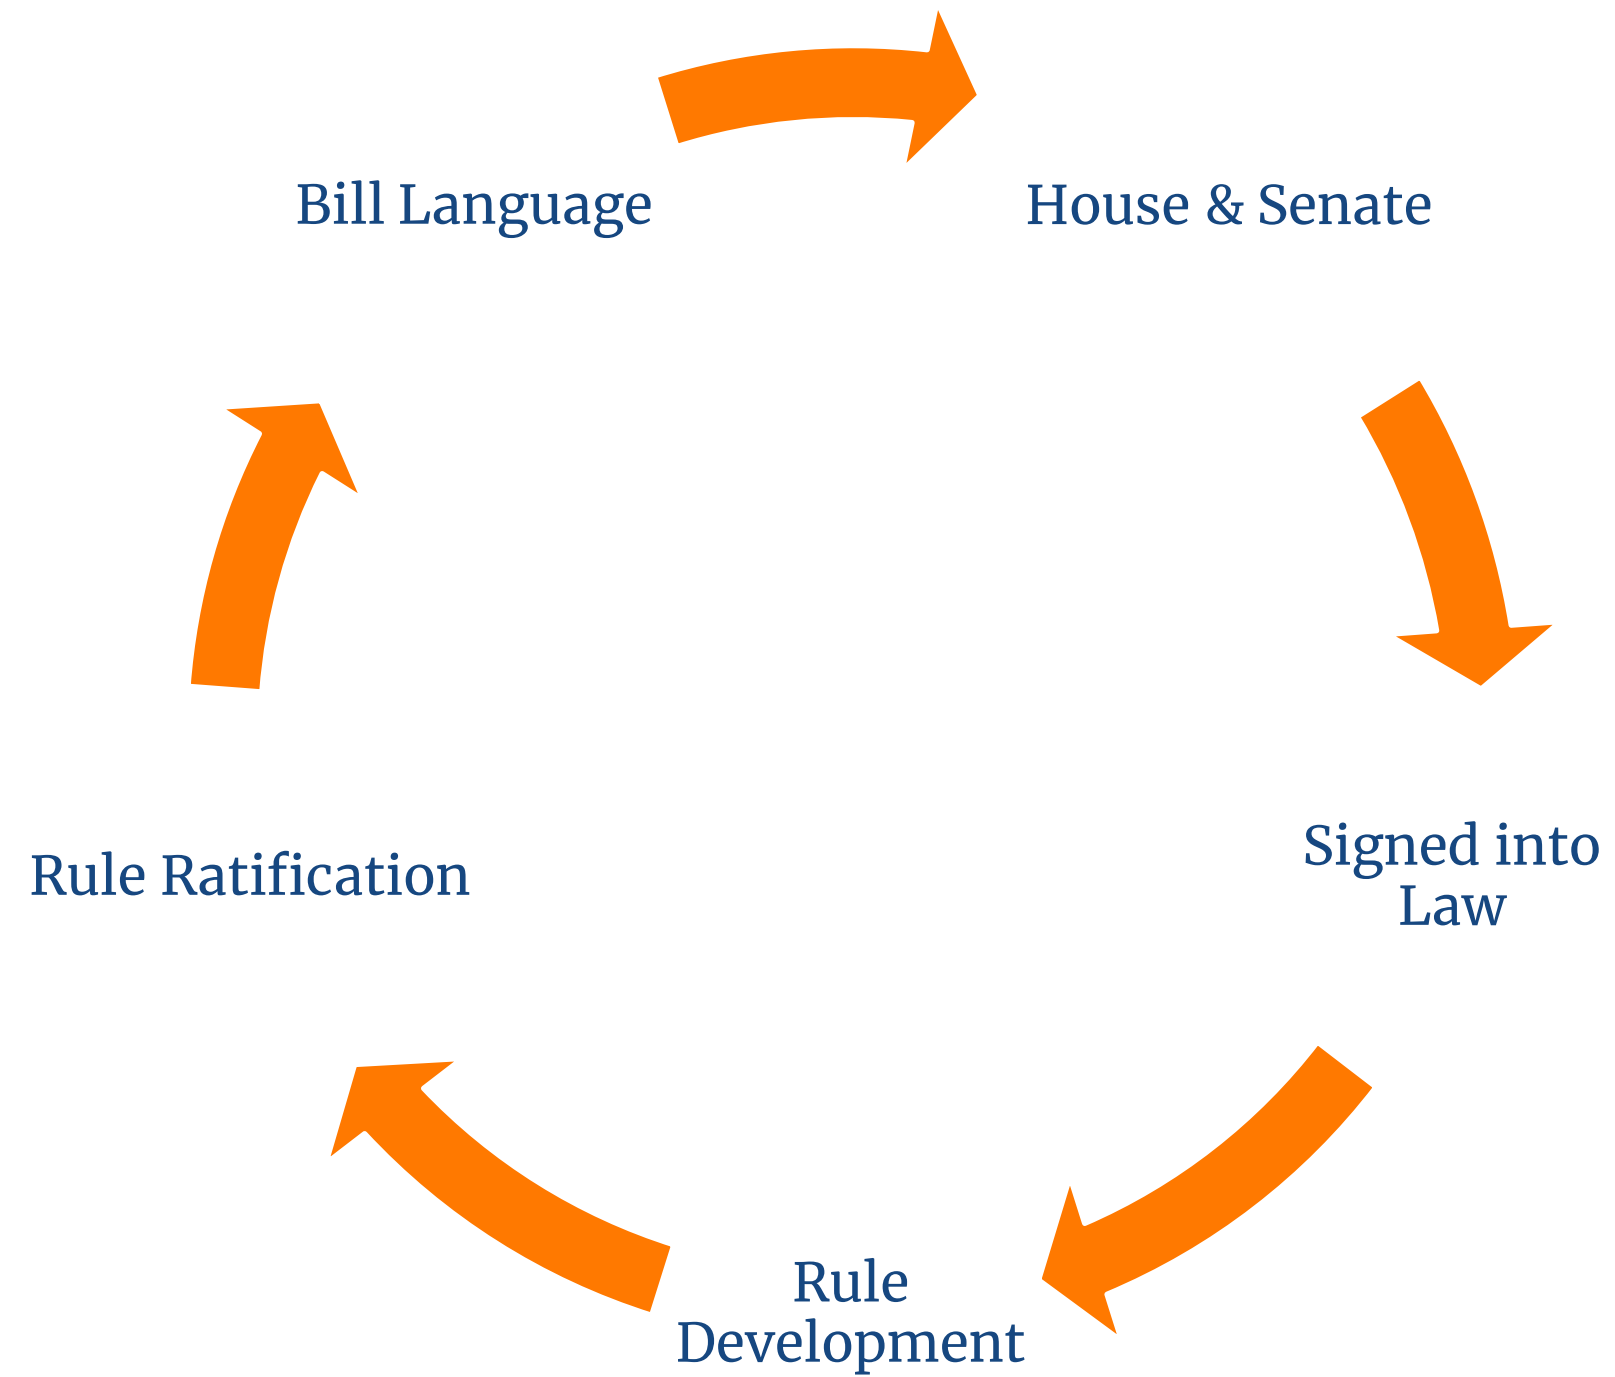 Bill Language
House & Senate
Signed into
Law
Rule
Development
Rule Ratification